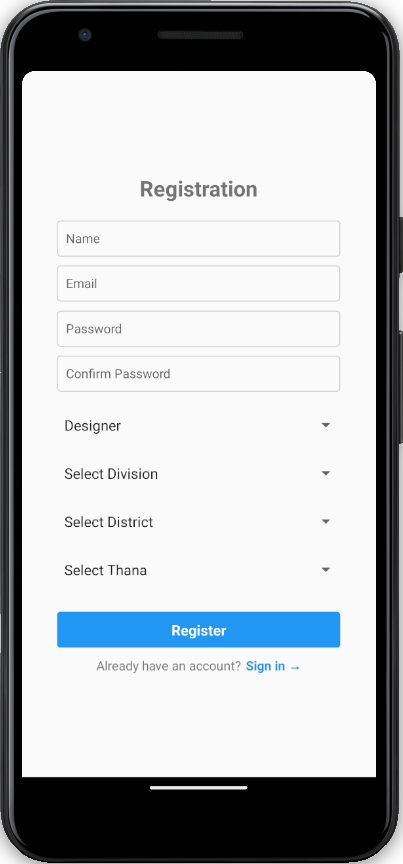 Registration
Name
Email
Password
Confirm Password
Designer
Select Division
Select District
Select Thana
Register
Already have an account? Sign in →